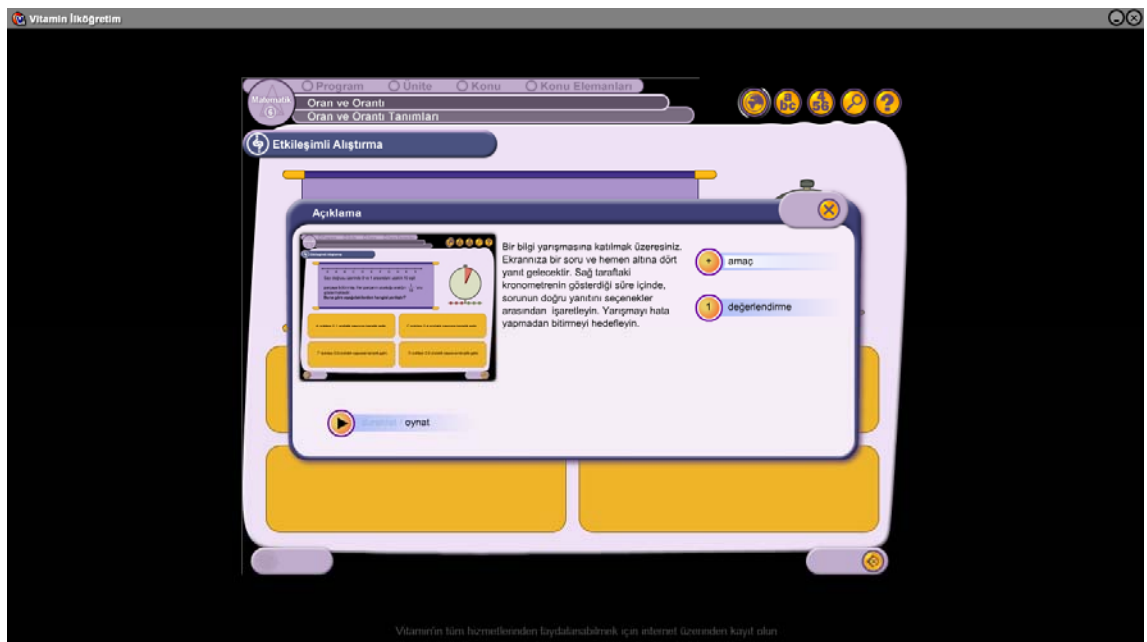 Vitamin İlköğretim
Program Ünite Konu Konu Elemanları
Matematik
6
Oran ve Orantı
Oran ve Orantı Tanımları
a bc 4 56 ?
Etkileşimli Alıştırma
Açıklama
Bir bilgi yarışmasına katılmak üzeresiniz.
Ekranınıza bir soru ve hemen altına dört
yanıt gelecektir. Sağ taraftaki
kronometrenin gösterdiği süre içinde,
sorunun doğru yanıtını seçenekler
arasından işaretleyin. Yarışmayı hata
yapmadan bitirmeyi hedefleyin.
+ amaç
1 değerlendirme
oynat
Vitamin'in tüm hizmetlerinden faydalanabilmek için internet üzerinden kayıt olun